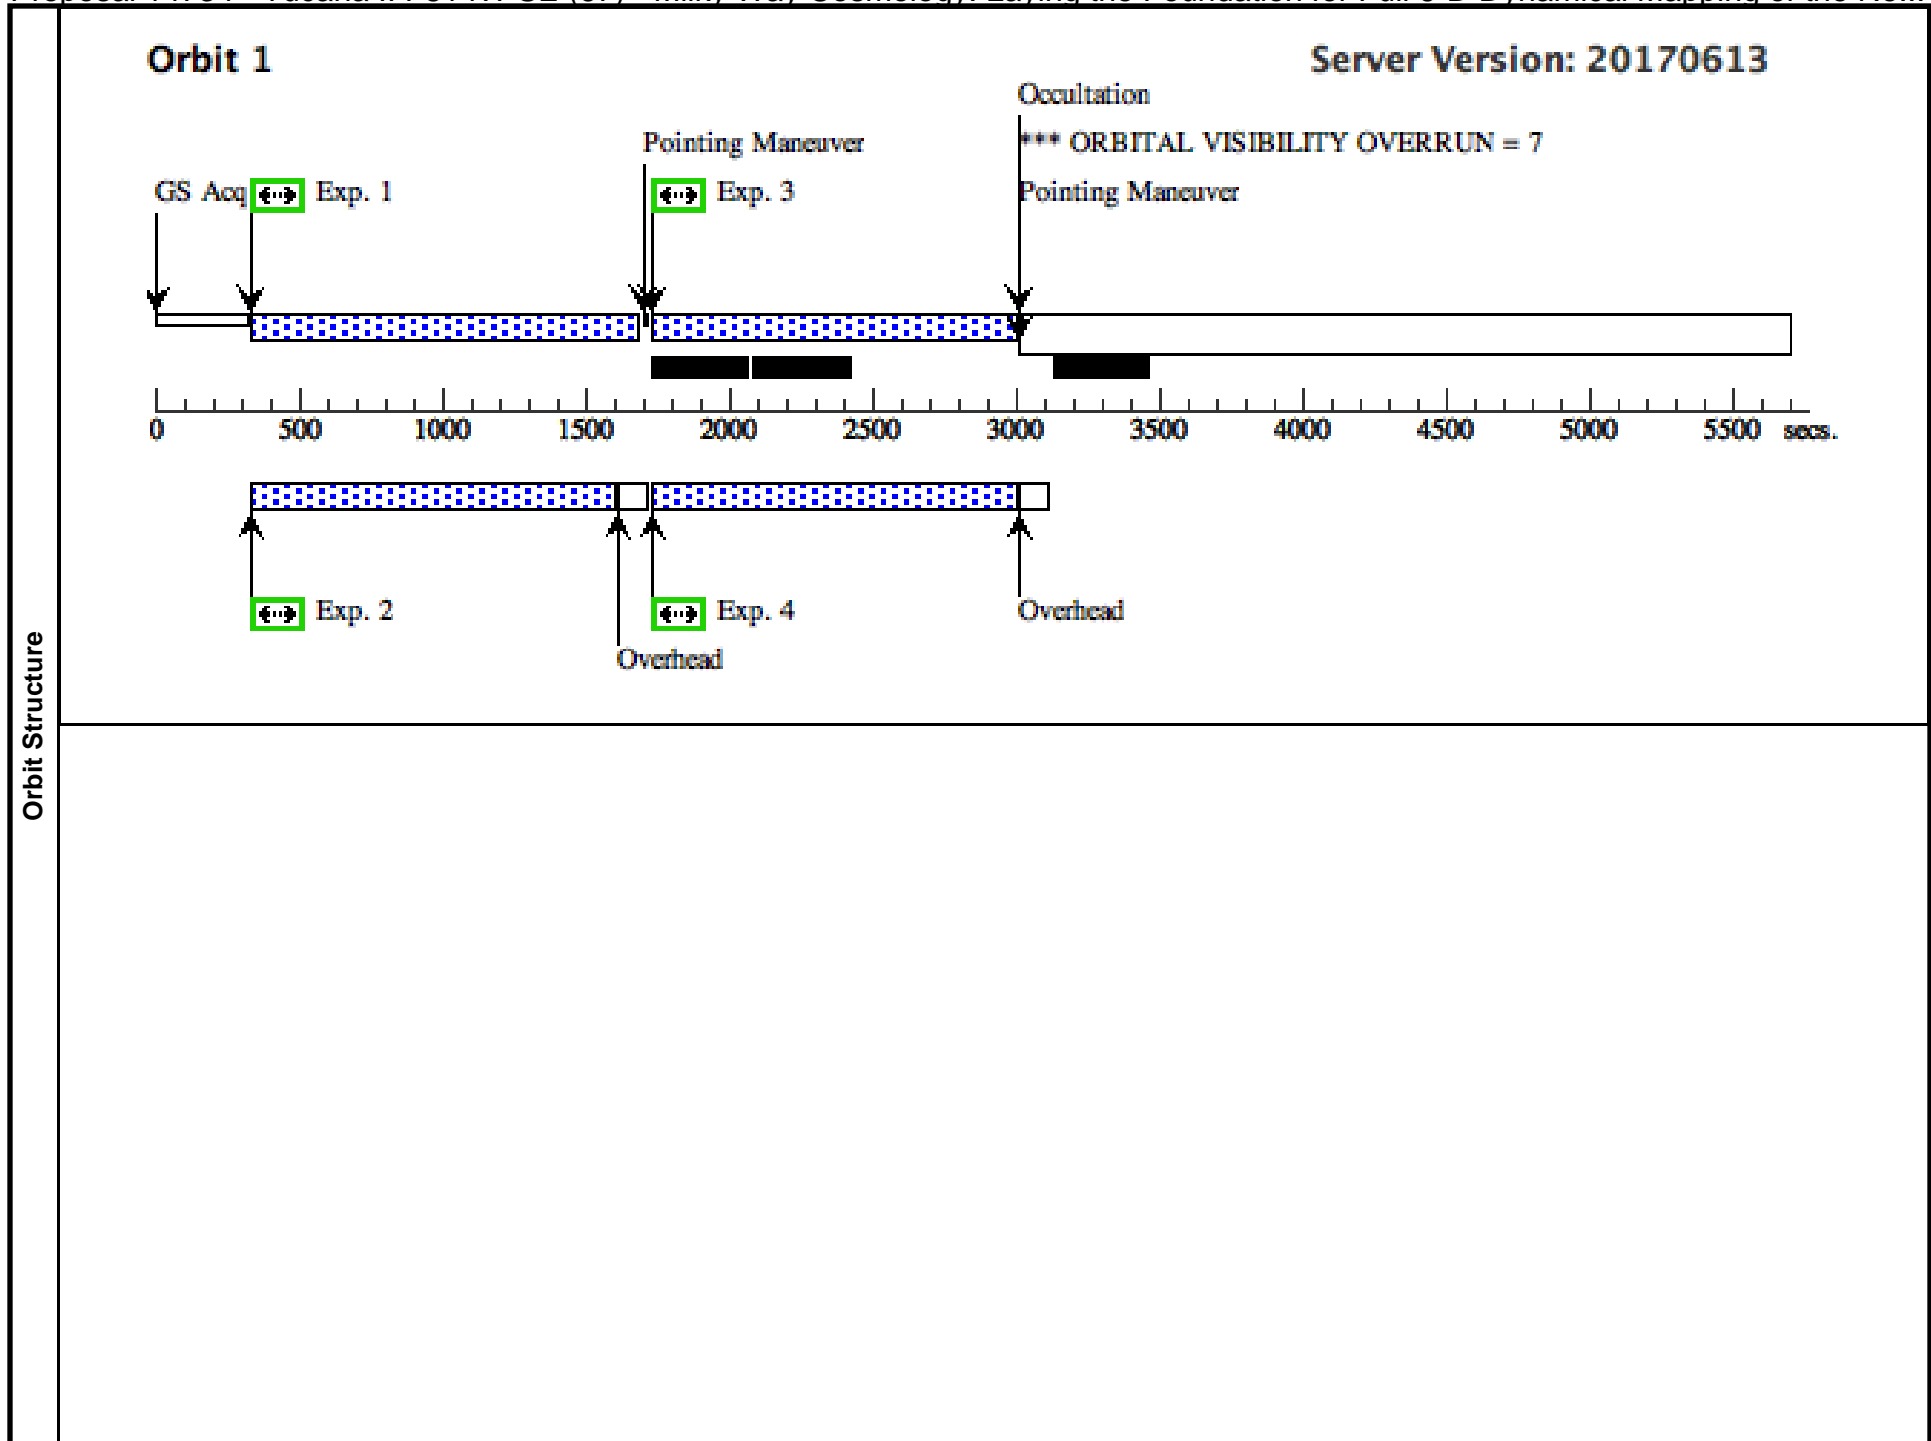 Orbit 1
Server Version: 20170613
Occultation
Pointing Maneuver
*** ORBITAL VISIBILITY OVERRUN = 7
GS Acq
Exp. 1
Exp. 3
Pointing Maneuver
0 500 1000 1500 2000 2500 3000 3500 4000 4500 5000 5500 secs.
Exp. 2
Exp. 4
Overhead
Overhead
Orbit Structure